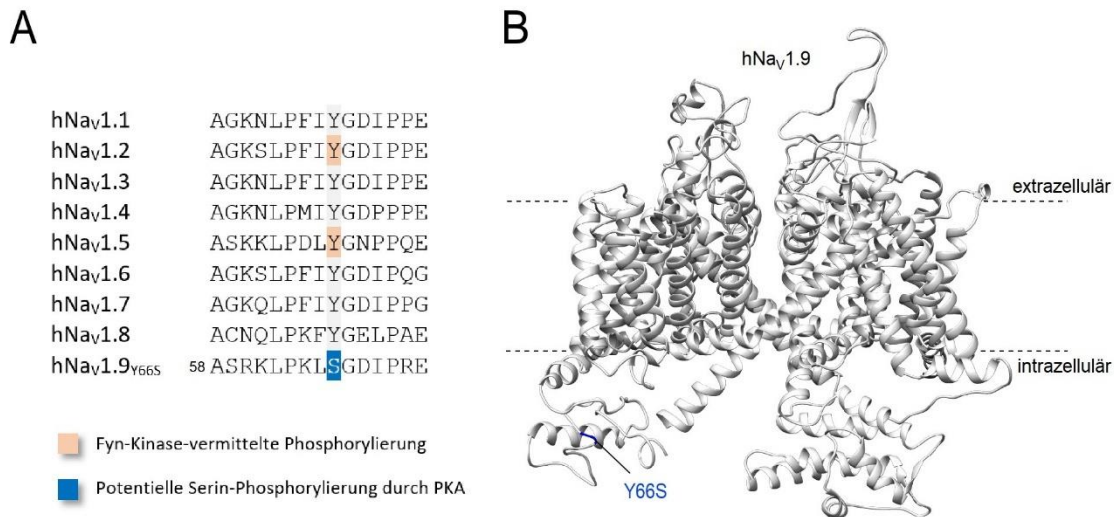 A
hNaV1.1 AGKNLPFIYGDIPPE
hNaV1.2 AGKSLPFIYGDIPPE
hNaV1.3 AGKNLPFIYGDIPPE
hNaV1.4 AGKNLPMIYGDPPPE
hNaV1.5 ASKKLPDLYGNPPQE
hNaV1.6 AGKSLPFIYGDIPQG
hNaV1.7 AGKQLPFIYGDIPPG
hNaV1.8 ACNQLPKFYGELPAE
hNaV1.9Y66S 58 ASRKLPKLSGDIPRE
Fyn-Kinase-vermittelte Phosphorylierung
Potentielle Serin-Phosphorylierung durch PKA
B
hNaV1.9
extrazellulär
intrazellulär
Y66S